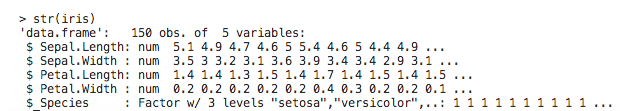 > str(iris)
'data.frame':   150 obs. of  5 variables:
 $ Sepal.Length: num  5.1 4.9 4.7 4.6 5 5.4 4.6 5 4.4 4.9 ...
 $ Sepal.Width : num  3.5 3 3.2 3.1 3.6 3.9 3.4 3.4 2.9 3.1 ...
 $ Petal.Length: num  1.4 1.4 1.3 1.5 1.4 1.7 1.4 1.5 1.4 1.5 ...
 $ Petal.Width : num  0.2 0.2 0.2 0.2 0.2 0.4 0.3 0.2 0.2 0.1 ...
 $ Species     : Factor w/ 3 levels "setosa","versicolor",..: 1 1 1 1 1 1 1 1 1 1 ...